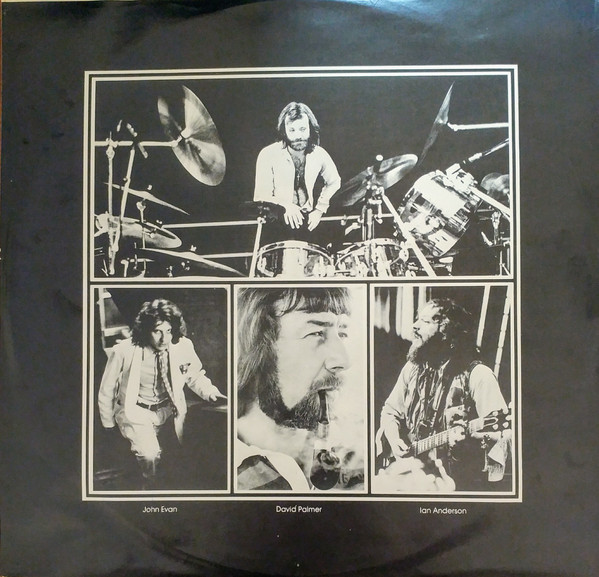 John Evan
David Palmer
Ian Anderson